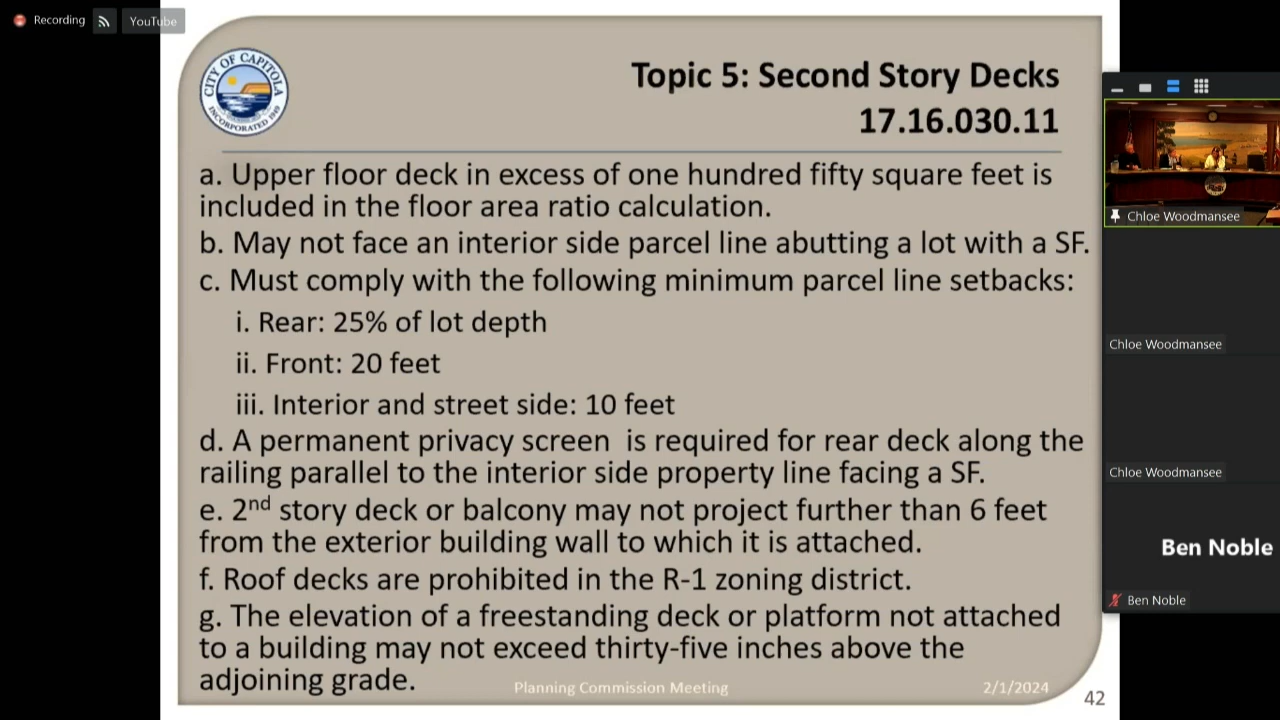 Recording
YouTube
CITY OF CAPITOLA
INCORPORATED 1949
Topic 5: Second Story Decks
17.16.030.11
a. Upper floor deck in excess of one hundred fifty square feet is
included in the floor area ratio calculation.
b. May not face an interior side parcel line abutting a lot with a SF.
c. Must comply with the following minimum parcel line setbacks:
i. Rear: 25% of lot depth
ii. Front: 20 feet
iii. Interior and street side: 10 feet
d. A permanent privacy screen is required for rear deck along the
railing parallel to the interior side property line facing a SF.
e. 2nd story deck or balcony may not project further than 6 feet
from the exterior building wall to which it is attached.
f. Roof decks are prohibited in the R-1 zoning district.
g. The elevation of a freestanding deck or platform not attached
to a building may not exceed thirty-five inches above the
adjoining grade.
Planning Commission Meeting
2/1/2024
42
Chloe Woodmansee
Chloe Woodmansee
Chloe Woodmansee
Ben Noble
Ben Noble